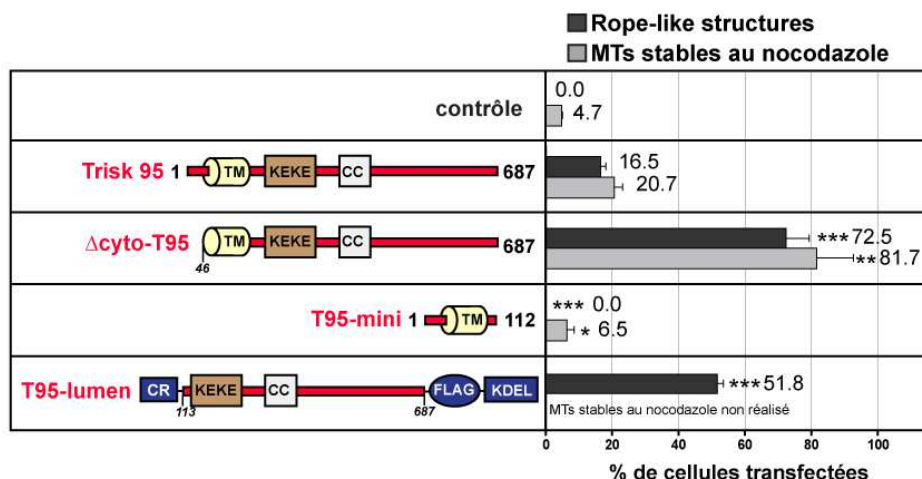 Rope-like structures
MTs stables au nocodazole
contrôle
0.0
4.7
Trisk 95 1 TM KEKE CC 687
16.5
20.7
Δcyto-T95 TM KEKE CC 687
46
***72.5
**81.7
T95-mini 1 TM 112
*** 0.0
* 6.5
T95-lumen CR KEKE CC FLAG KDEL
113 687
***51.8
MTs stables au nocodazole non réalisé
0 20 40 60 80 100
% de cellules transfectées